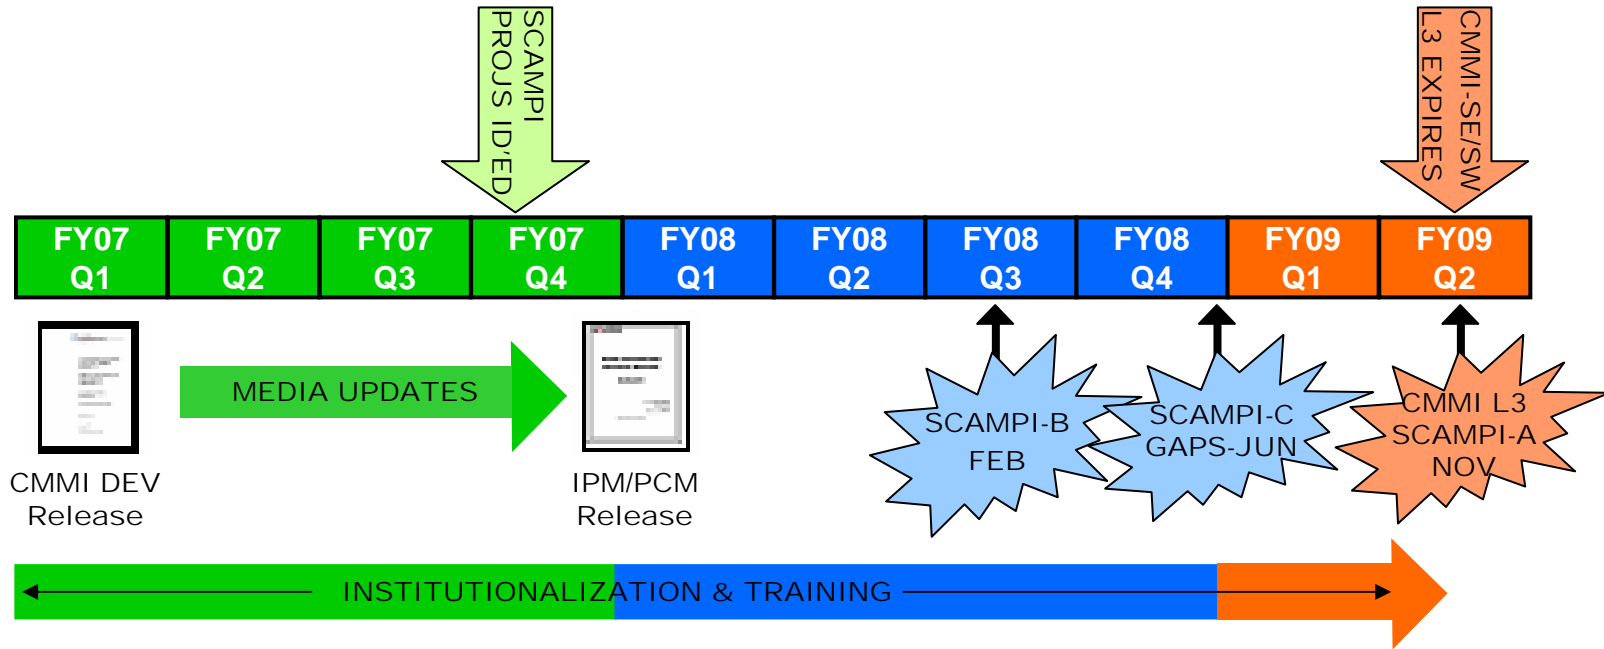 SCAMPI
PROJS ID'ED
CMMI-SE/SW
L3 EXPIRES
FY07 Q1
FY07 Q2
FY07 Q3
FY07 Q4
FY08 Q1
FY08 Q2
FY08 Q3
FY08 Q4
FY09 Q1
FY09 Q2
CMMI DEV
Release
MEDIA UPDATES
IPM/PCM
Release
SCAMPI-B
FEB
SCAMPI-C
GAPS-JUN
CMMI L3
SCAMPI-A
NOV
INSTITUTIONALIZATION & TRAINING